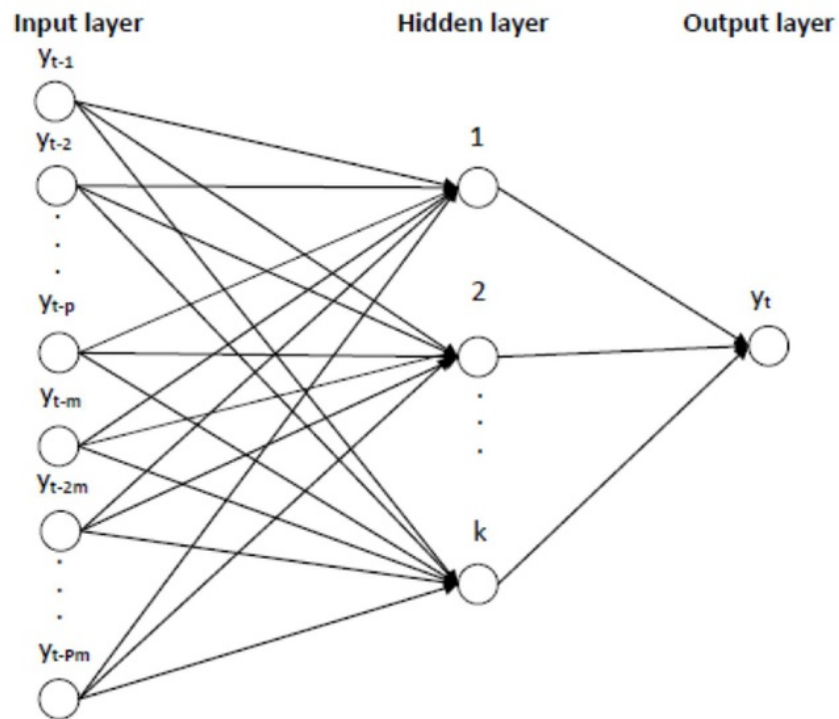 Input layer
Hidden layer
Output layer
yt-1
yt-2
yt-p
yt-m
yt-2m
yt-Pm
1
2
k
yt